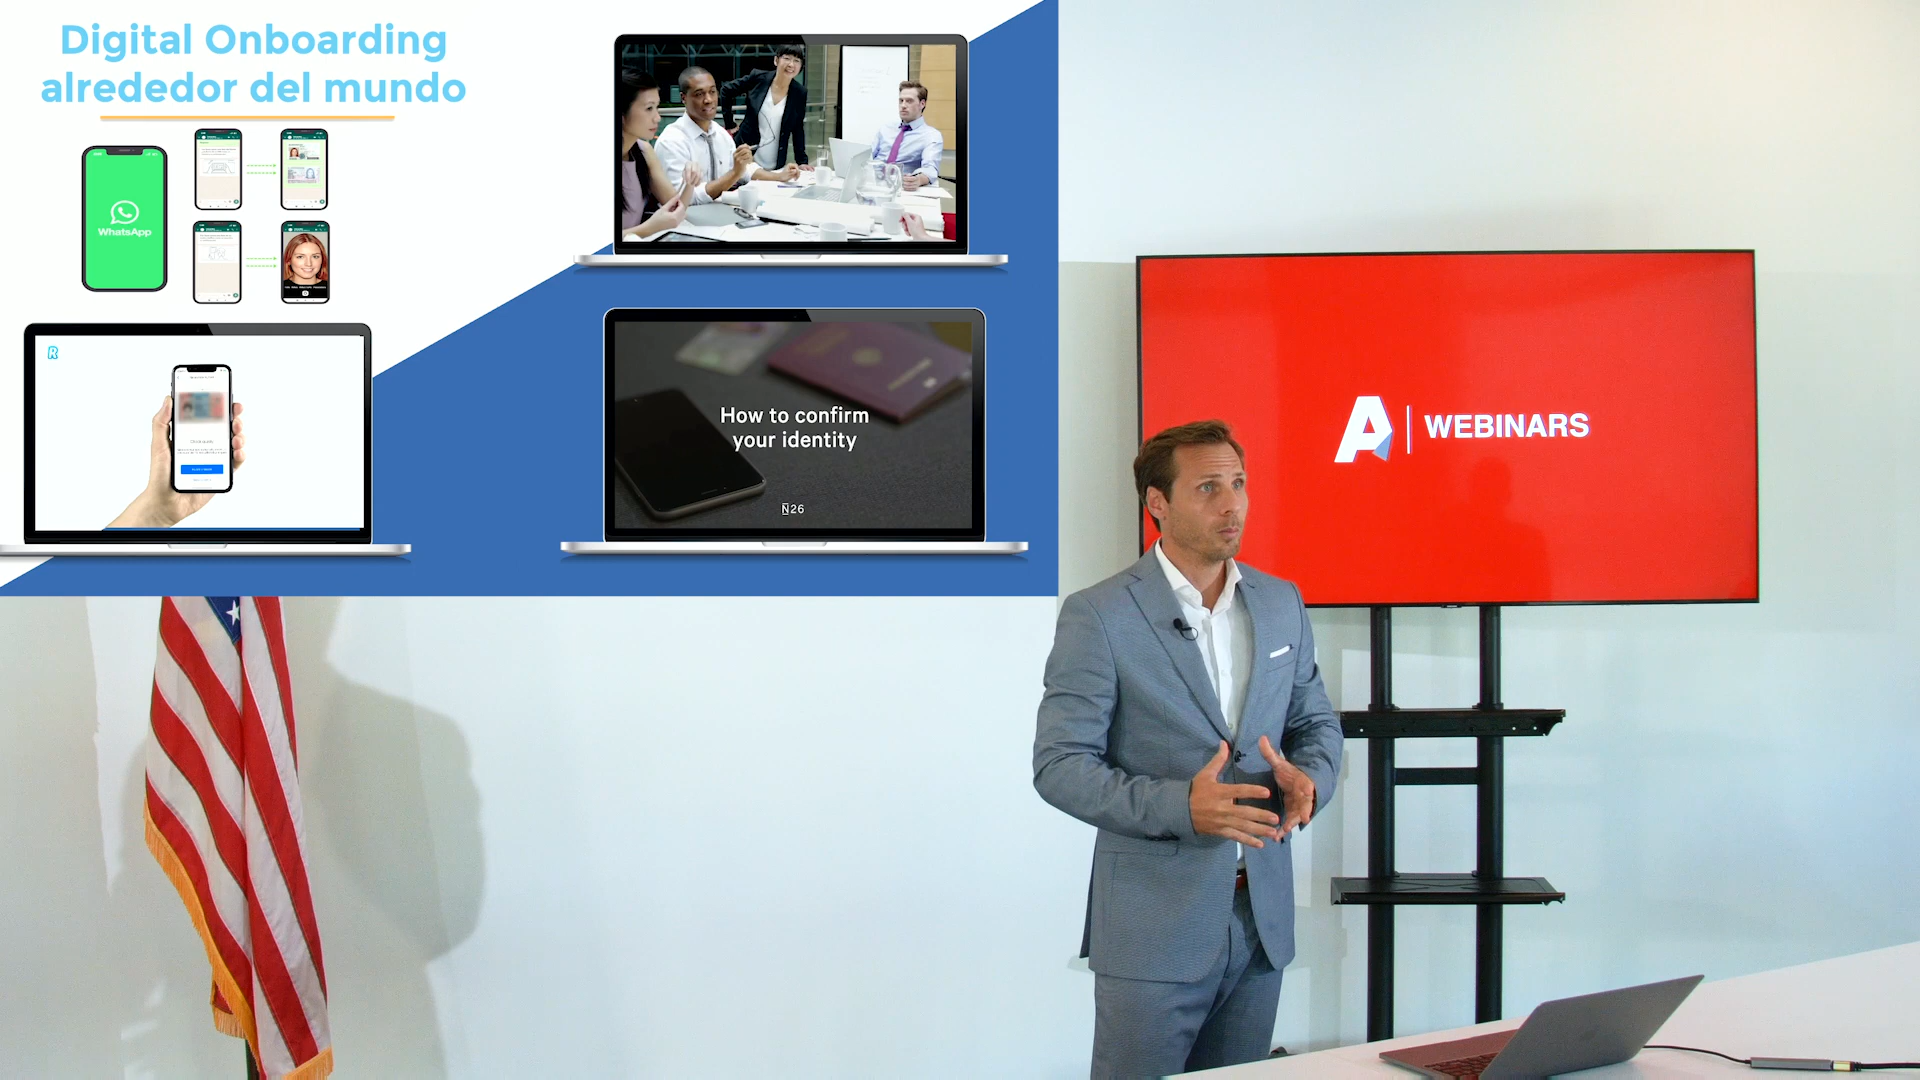 Digital Onboarding
alrededor del mundo
WhatsApp
R
How to confirm
your identity
N26
A | WEBINARS